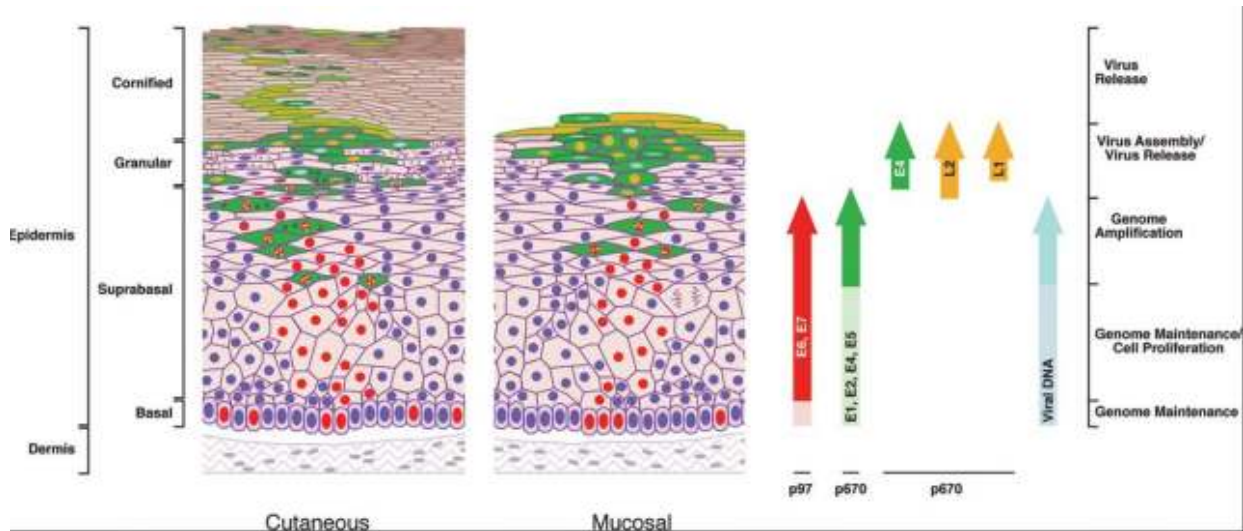 Cornified
Granular
Epidermis
Suprabasal
Basal
Dermis
Cutaneous
Mucosal
E6, E7
E1, E2, E4, E5
E4
L2
L1
Viral DNA
p97
p670
p670
Virus
Release
Virus Assembly/
Virus Release
Genome
Amplification
Genome Maintenance/
Cell Proliferation
Genome Maintenance